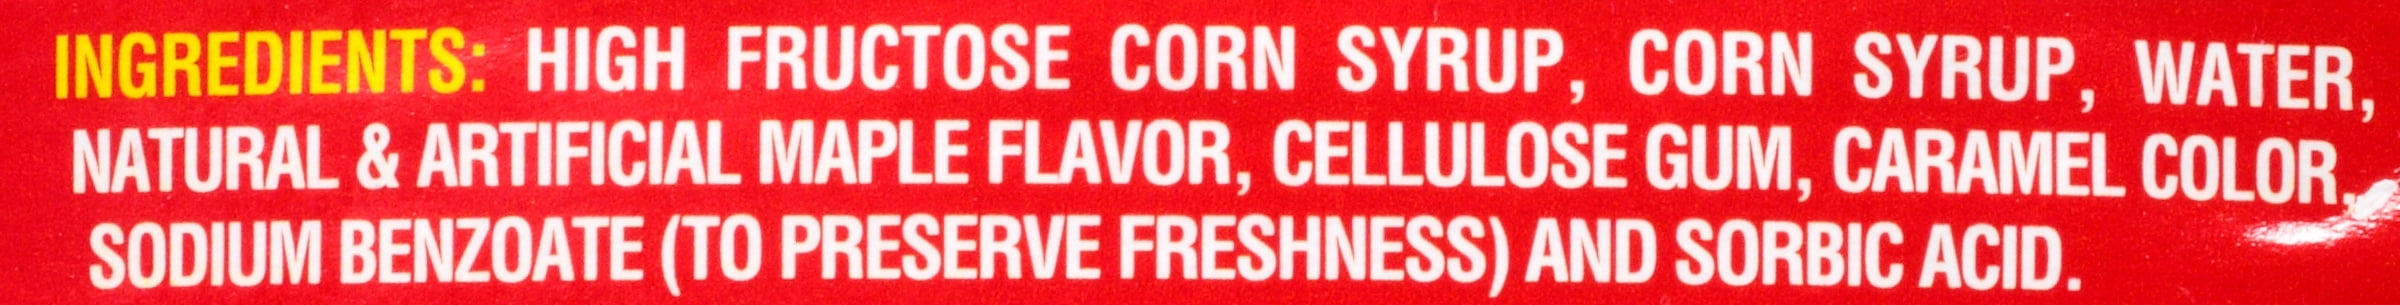 INGREDIENTS: HIGH FRUCTOSE CORN SYRUP, CORN SYRUP, WATER,
NATURAL & ARTIFICIAL MAPLE FLAVOR, CELLULOSE GUM, CARAMEL COLOR,
SODIUM BENZOATE (TO PRESERVE FRESHNESS) AND SORBIC ACID.